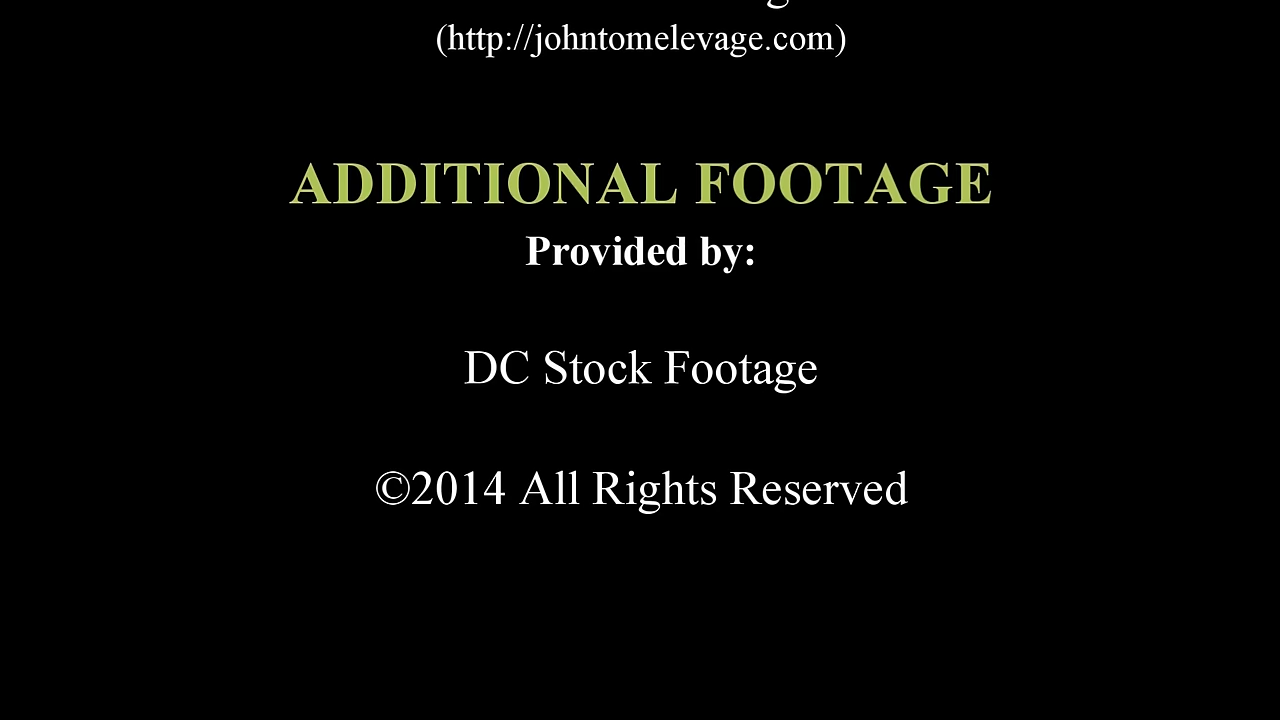 (http://johntomelevage.com)
ADDITIONAL FOOTAGE
Provided by:
DC Stock Footage
©2014 All Rights Reserved